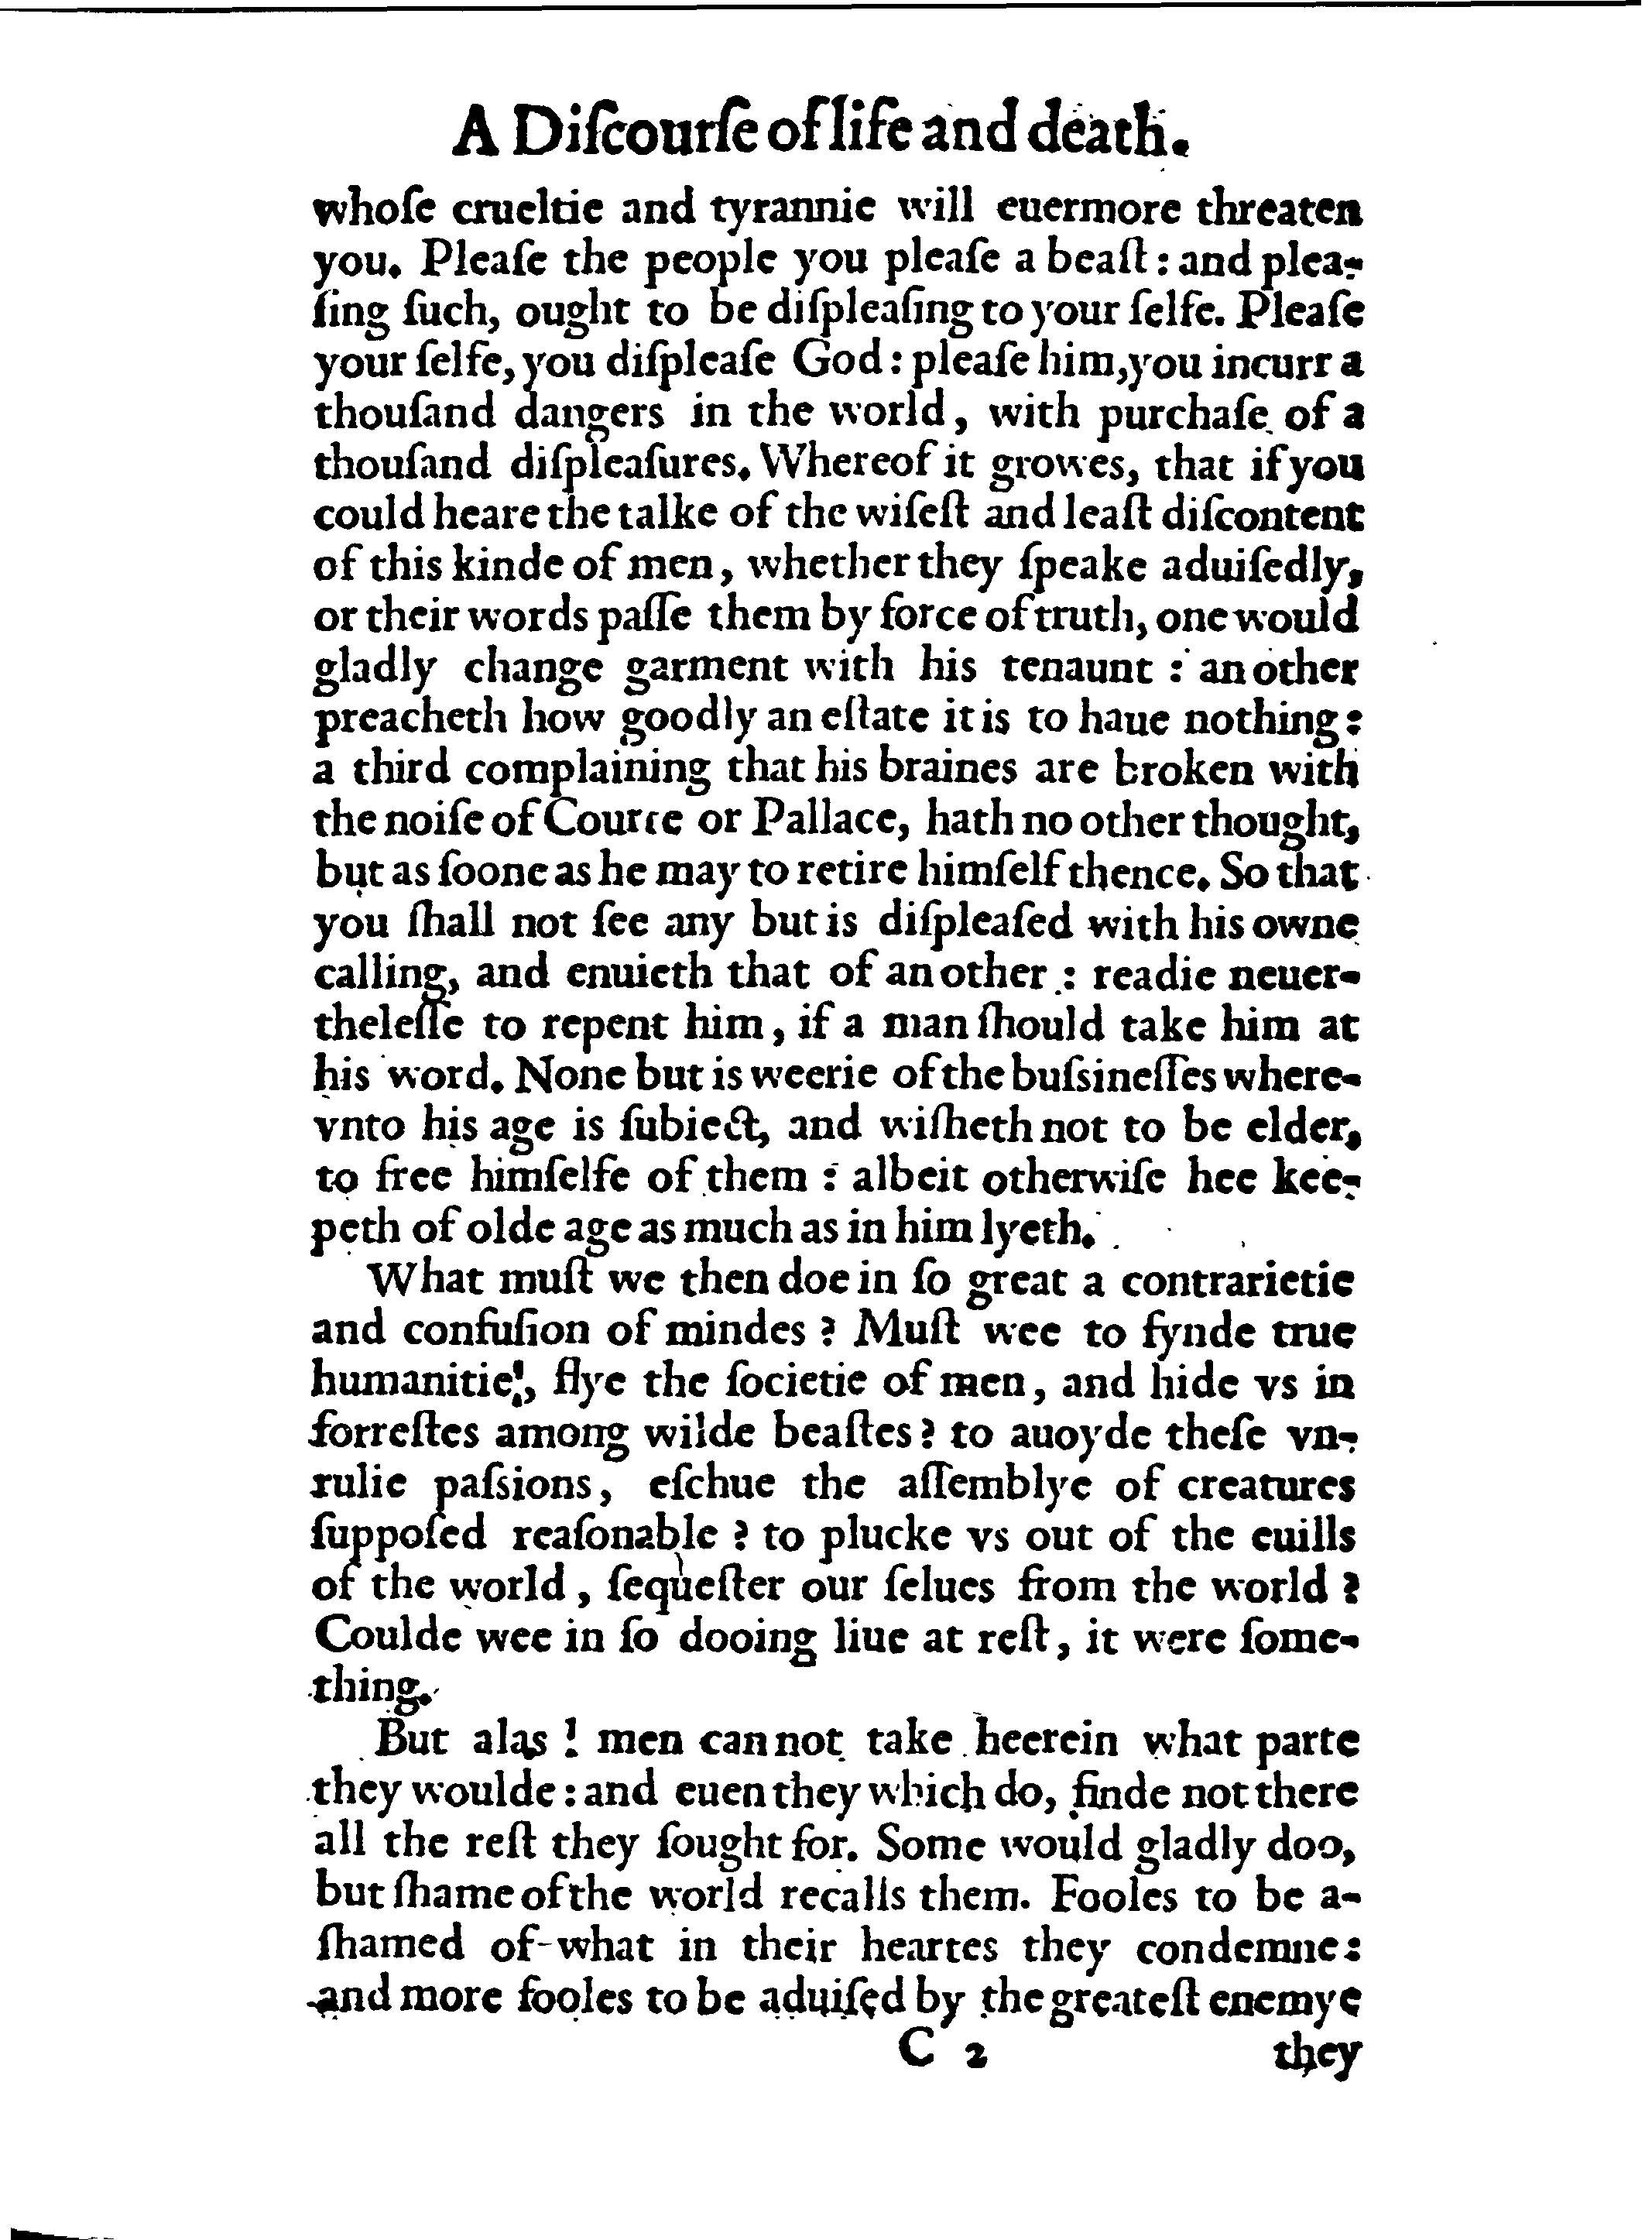 A Diſcourſe of life and death.
whoſe crueltie and tyrannie will euermore threaten
you. Pleaſe the people you pleaſe a beaſt : and plea-
ſing ſuch, ought to be diſpleaſing to your ſelfe. Pleaſe
your ſelfe, you diſpleaſe God : pleaſe him, you incurr a
thouſand dangers in the world, with purchaſe of a
thouſand diſpleaſures. Whereof it growes, that if you
could heare the talke of the wiſeſt and leaſt diſcontent
of this kinde of men, whether they ſpeake aduiſedly,
or their words paſſe them by force of truth, one would
gladly change garment with his tenaunt : an other
preacheth how goodly an eſtate it is to haue nothing :
a third complaining that his braines are broken with
the noiſe of Courte or Pallace, hath no other thought,
but as ſoone as he may to retire himſelf thence. So that
you ſhall not ſee any but is diſpleaſed with his owne
calling, and enuieth that of an other : readie neuer-
theleſſe to repent him, if a man ſhould take him at
his word. None but is weerie of the buſsineſſes where-
vnto his age is ſubiect, and wiſheth not to be elder,
to free himſelfe of them : albeit otherwiſe hee kee-
peth of olde age as much as in him lyeth.
What muſt we then doe in ſo great a contrarietie
and confuſion of mindes ? Muſt wee to fynde true
humanitie, flye the ſocietie of men, and hide vs in
forreſtes among wilde beaſtes ? to auoyde theſe vn-
rulie paſsions, eſchue the aſſemblye of creatures
ſuppoſed reaſonable ? to plucke vs out of the euills
of the world, ſequeſter our ſelues from the world ?
Coulde wee in ſo dooing liue at reſt, it were ſome-
thing.
But alas ! men can not take heerein what parte
they woulde : and euen they which do, finde not there
all the reſt they ſought for. Some would gladly doo,
but ſhame of the world recalls them. Fooles to be a-
ſhamed of what in their heartes they condemne :
and more fooles to be aduiſed by the greateſt enemye
C 2 they